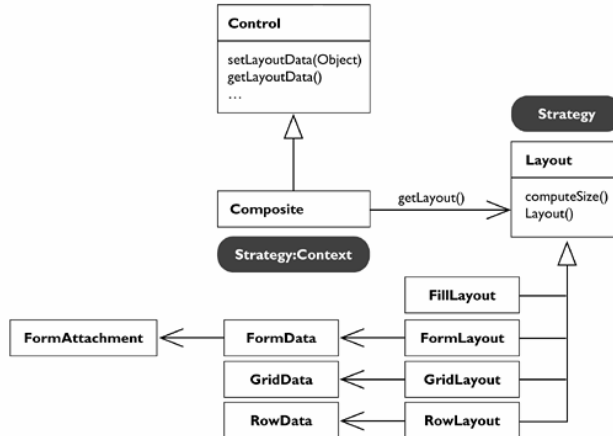 Control
setLayoutData(Object)
getLayoutData()
...
Strategy
Layout
computeSize()
Layout()
Composite
getLayout()
Strategy:Context
FillLayout
FormAttachment
FormData
FormLayout
GridData
GridLayout
RowData
RowLayout